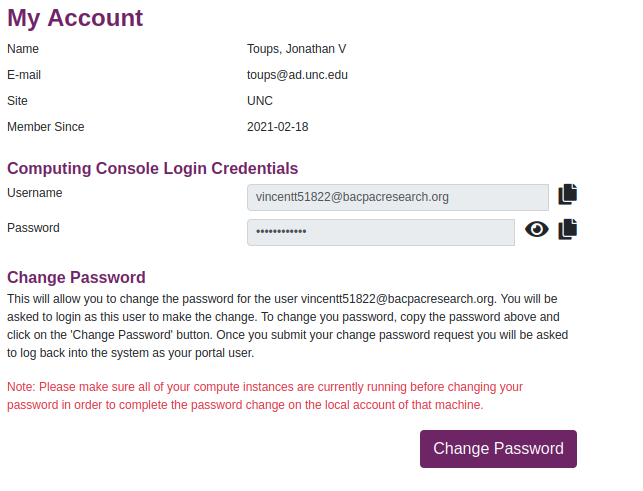 My Account
Name Toups, Jonathan V
E-mail toups@ad.unc.edu
Site UNC
Member Since 2021-02-18
Computing Console Login Credentials
Username vincentt51822@bacpacresearch.org
Password ••••••••••••
Change Password
This will allow you to change the password for the user vincentt51822@bacpacresearch.org. You will be
asked to login as this user to make the change. To change you password, copy the password above and
click on the 'Change Password' button. Once you submit your change password request you will be asked
to log back into the system as your portal user.
Note: Please make sure all of your compute instances are currently running before changing your
password in order to complete the password change on the local account of that machine.
Change Password